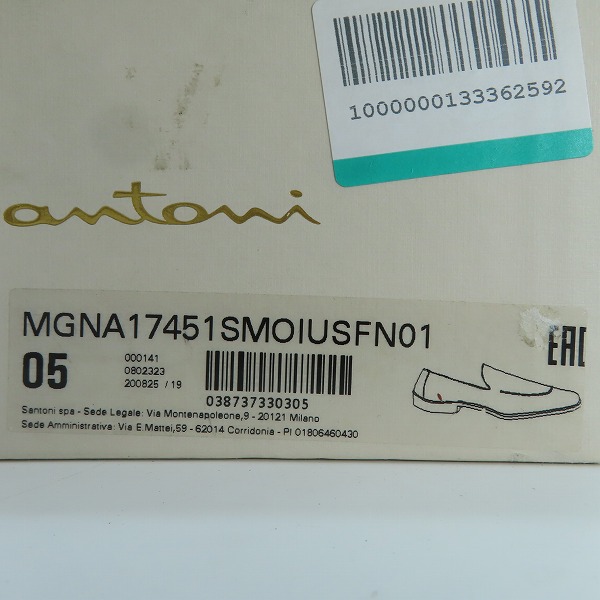 1000000133362592
antoni
MGNA17451SMOIUSFN01
EAC
05
000141
0802323
200825 / 19
038737330305
Santoni spa - Sede Legale: Via Montenapoleone,9 - 20121 Milano
Sede Amministrativa: Via E.Mattei,59 - 62014 Corridonia - PI 01806460430